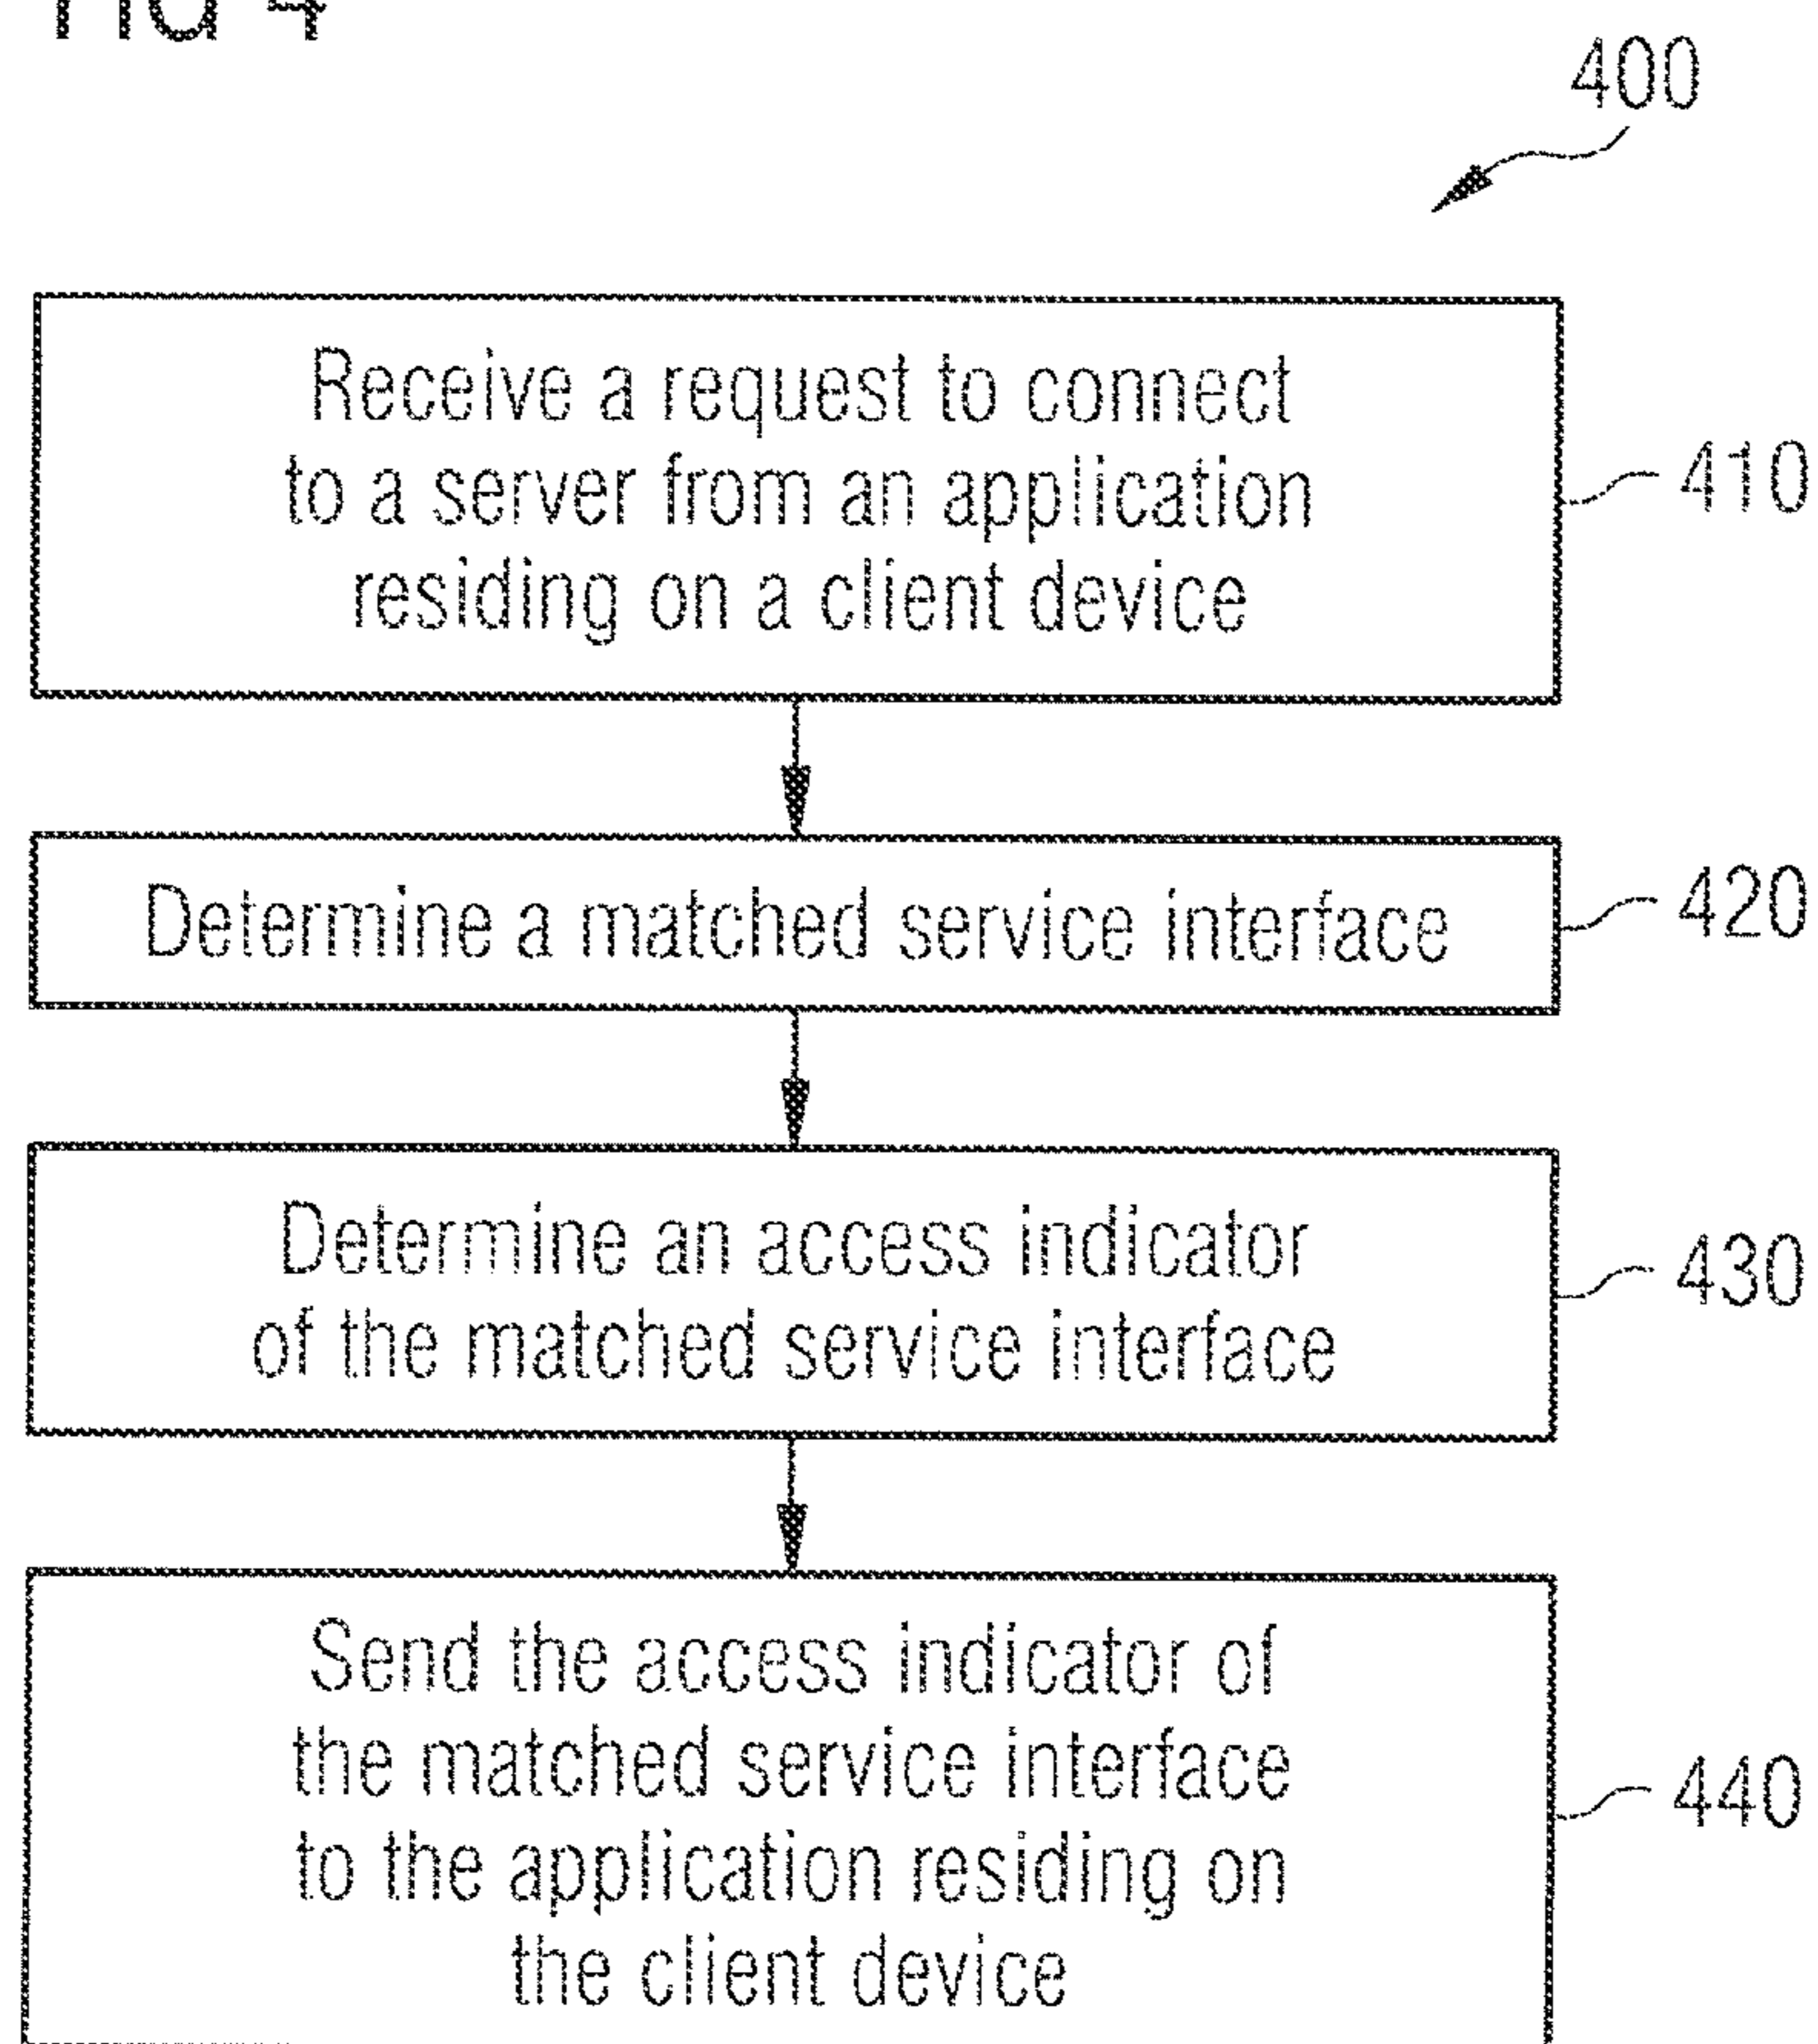 FIG 4
400
Receive a request to connect
to a server from an application
residing on a client device
410
Determine a matched service interface
420
Determine an access indicator
of the matched service interface
430
Send the access indicator of
the matched service interface
to the application residing on
the client device
440